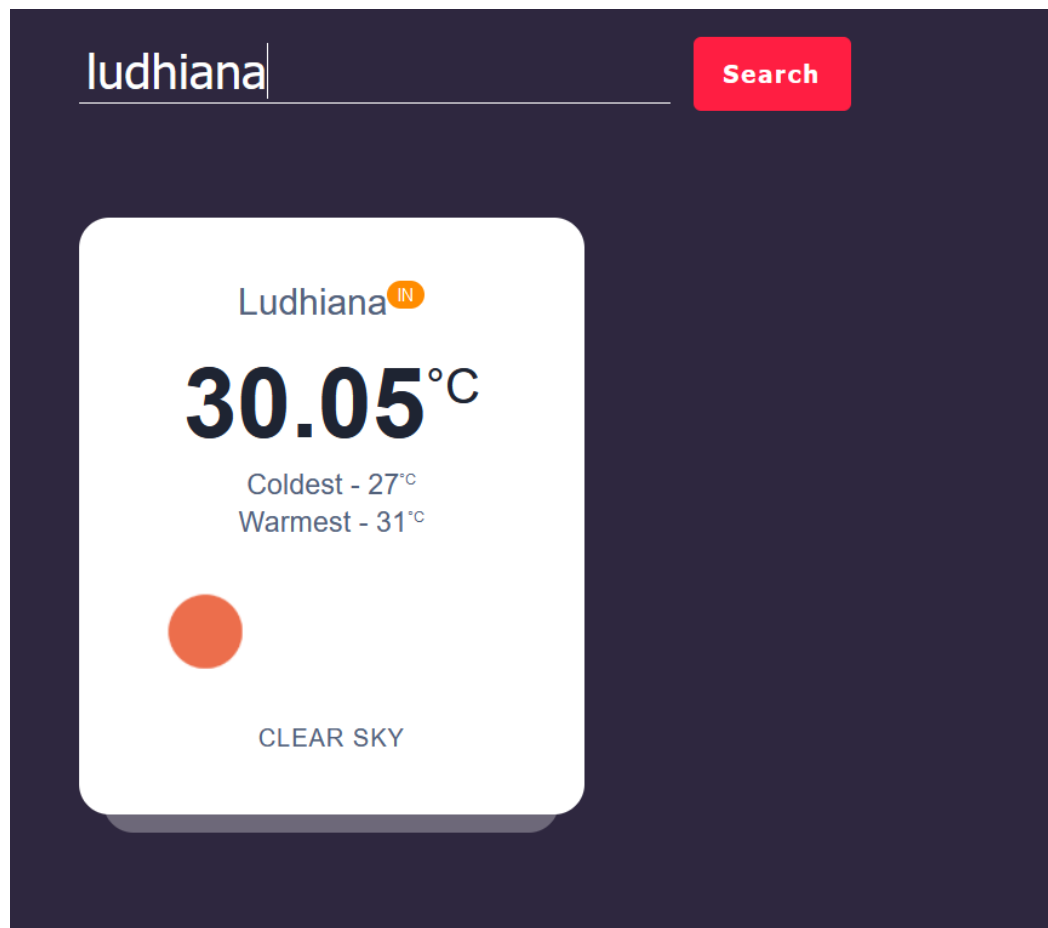 ludhiana
Search
Ludhiana IN
30.05°C
Coldest - 27°C
Warmest - 31°C
CLEAR SKY